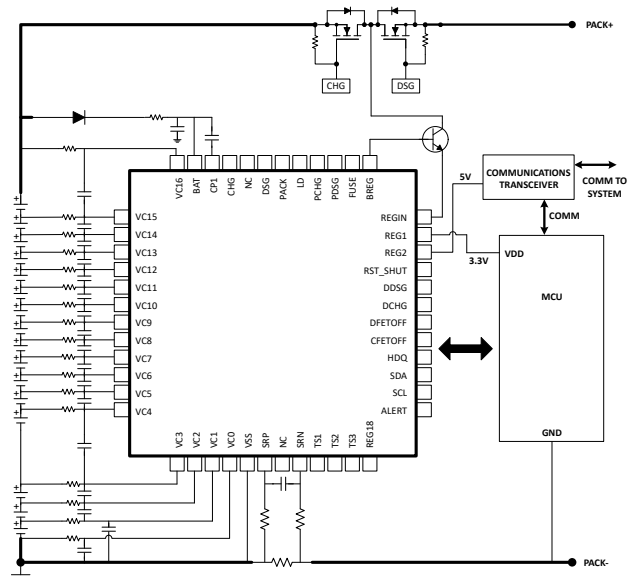 PACK+
CHG
DSG
VC16
BAT
CP1
CHG
NC
DSG
PACK
LD
PCHG
PDSG
FUSE
BREG
COMMUNICATIONS
TRANSCEIVER
COMM TO
SYSTEM
5V
COMM
3.3V
VDD
MCU
GND
VC15
VC14
VC13
VC12
VC11
VC10
VC9
VC8
VC7
VC6
VC5
VC4
REGIN
REG1
REG2
RST_SHUT
DDSG
DCHG
DFETOFF
CFETOFF
HDQ
SDA
SCL
ALERT
VC3
VC2
VC1
VC0
VSS
SRP
NC
SRN
TS1
TS2
TS3
REG18
PACK-